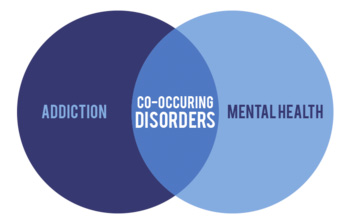 ADDICTION
CO-OCCURING
DISORDERS
MENTAL HEALTH